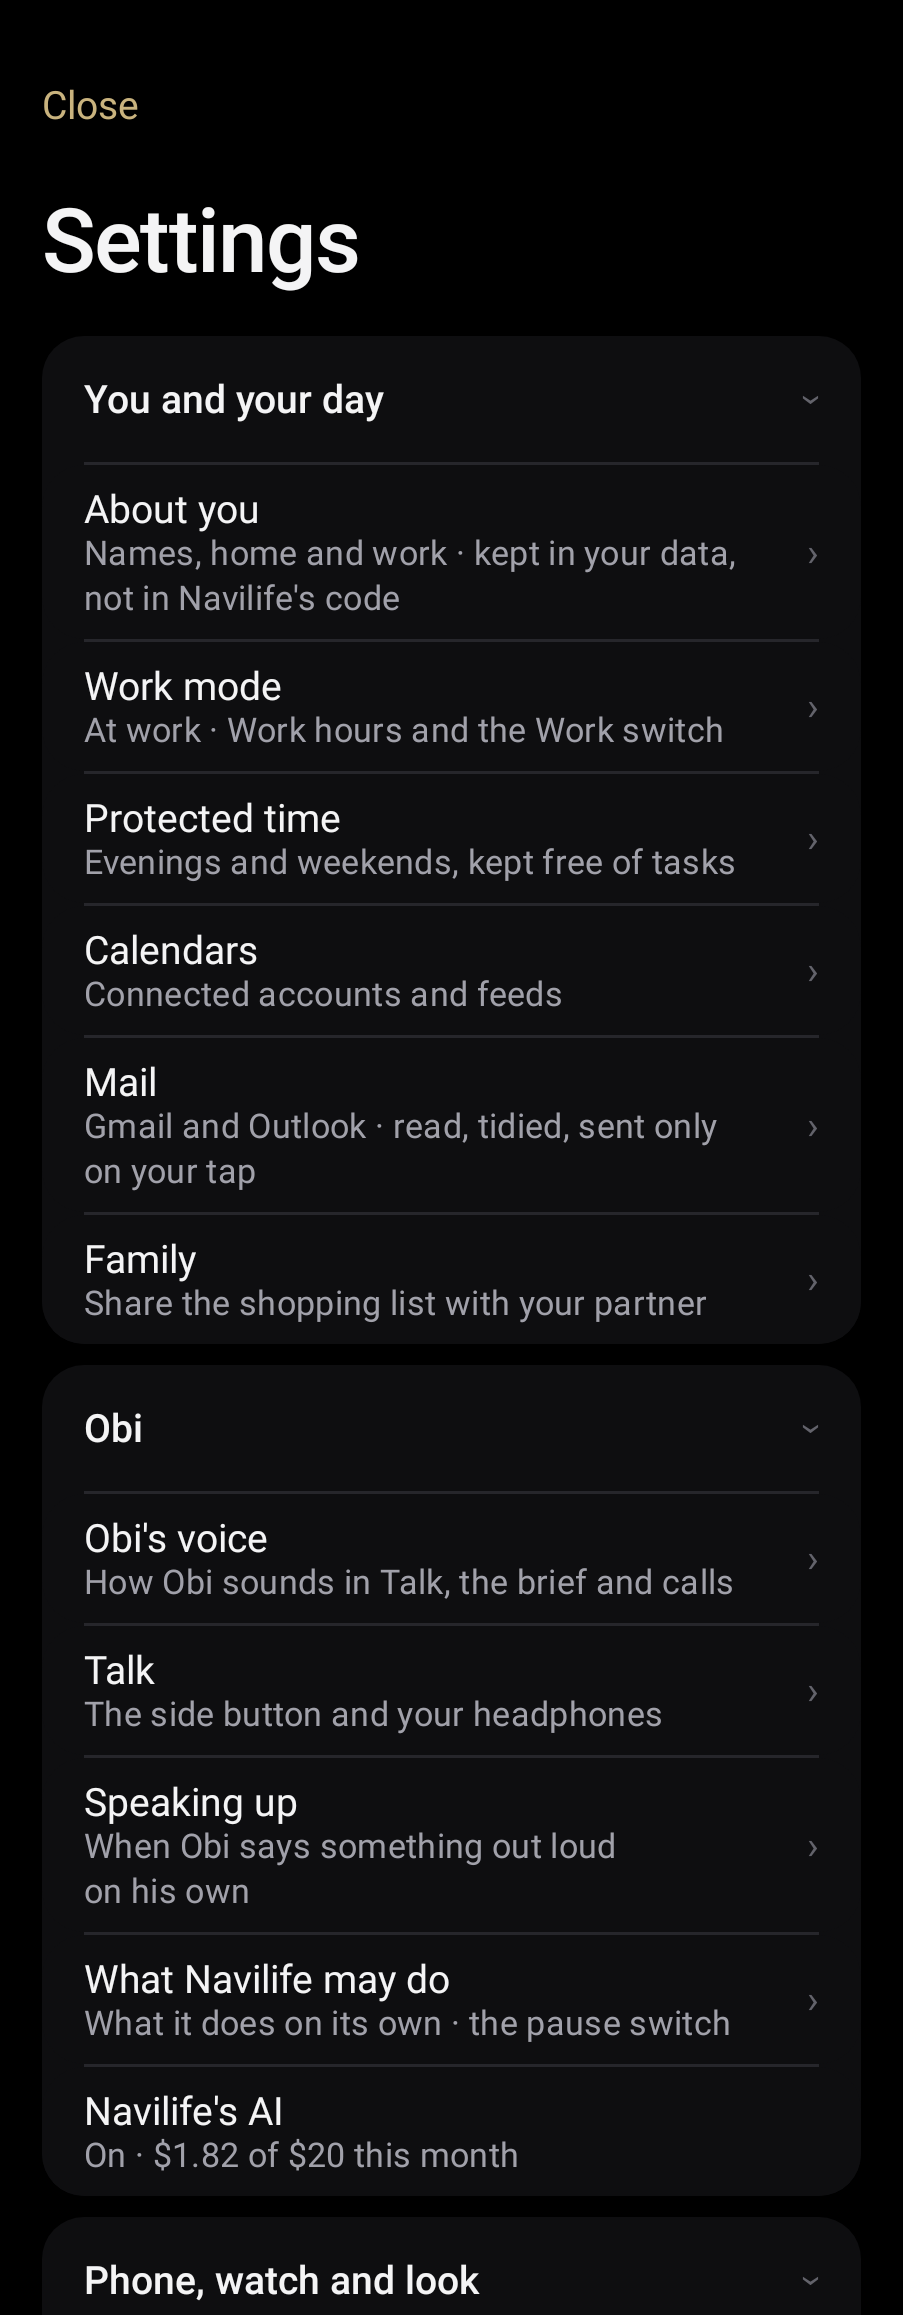 Close
Settings
You and your day
About you
Names, home and work · kept in your data,
not in Navilife's code
Work mode
At work · Work hours and the Work switch
Protected time
Evenings and weekends, kept free of tasks
Calendars
Connected accounts and feeds
Mail
Gmail and Outlook · read, tidied, sent only
on your tap
Family
Share the shopping list with your partner
Obi
Obi's voice
How Obi sounds in Talk, the brief and calls
Talk
The side button and your headphones
Speaking up
When Obi says something out loud
on his own
What Navilife may do
What it does on its own · the pause switch
Navilife's AI
On · $1.82 of $20 this month
Phone, watch and look